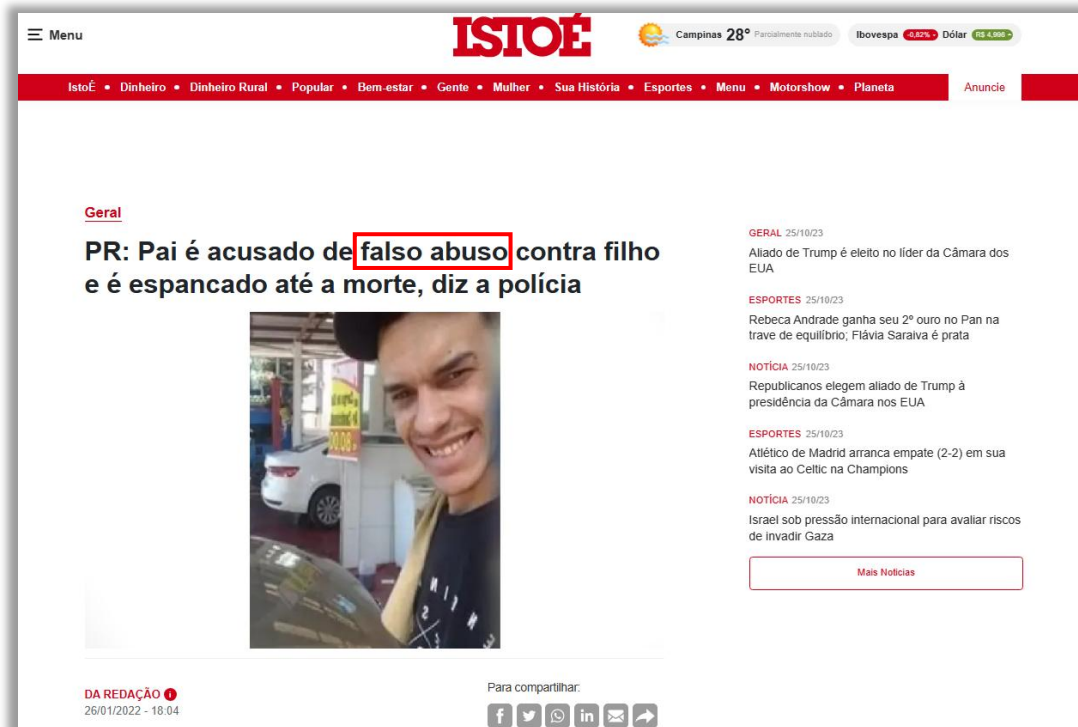 Menu
ISTOÉ
Campinas 28° Parcialmente nublado
Ibovespa -0,82% Dólar R$ 4,998
IstoÉ • Dinheiro • Dinheiro Rural • Popular • Bem-estar • Gente • Mulher • Sua História • Esportes • Menu • Motorshow • Planeta
Anuncie
Geral
PR: Pai é acusado de falso abuso contra filho
e é espancado até a morte, diz a polícia
DA REDAÇÃO
26/01/2022 - 18:04
Para compartilhar:
GERAL 25/10/23
Aliado de Trump é eleito no líder da Câmara dos
EUA
ESPORTES 25/10/23
Rebeca Andrade ganha seu 2º ouro no Pan na
trave de equilíbrio; Flávia Saraiva é prata
NOTÍCIA 25/10/23
Republicanos elegem aliado de Trump à
presidência da Câmara nos EUA
ESPORTES 25/10/23
Atlético de Madrid arranca empate (2-2) em sua
visita ao Celtic na Champions
NOTÍCIA 25/10/23
Israel sob pressão internacional para avaliar riscos
de invadir Gaza
Mais Notícias